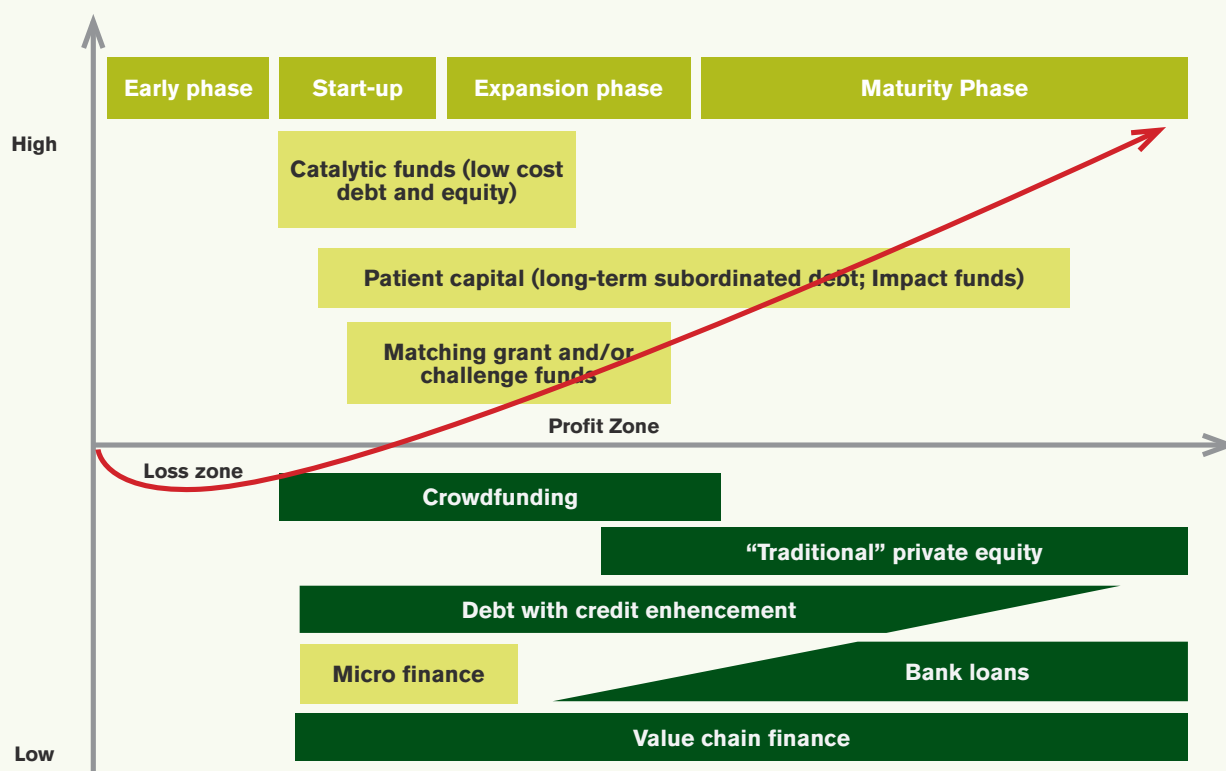 Early phase
Start-up
Expansion phase
Maturity Phase
High
Catalytic funds (low cost
debt and equity)
Patient capital (long-term subordinated debt; Impact funds)
Matching grant and/or
challenge funds
Profit Zone
Loss zone
Crowdfunding
“Traditional” private equity
Debt with credit enhencement
Micro finance
Bank loans
Value chain finance
Low